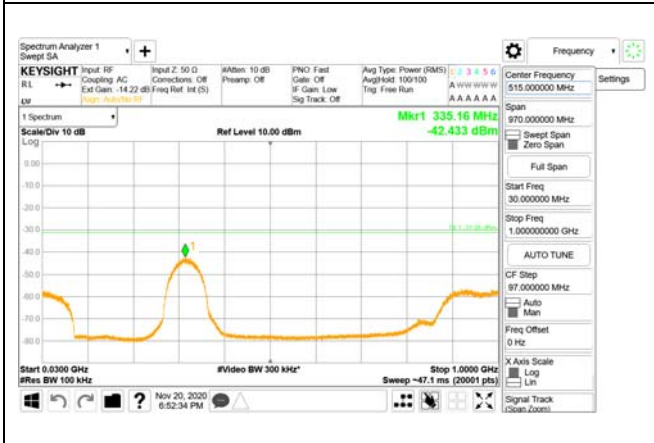 Spectrum Analyzer 1
Swept SA
+
Frequency
KEYSIGHT
Input: RF
Coupling: AC
Ext Gain: -14.22 dB
Align: Auto/No RF
Input Z: 50 Ω
Corrections: Off
Freq Ref: Int (S)
#Atten: 10 dB
Preamp: Off
PNO: Fast
Gate: Off
IF Gain: Low
Sig Track: Off
Avg Type: Power (RMS)
Avg|Hold: 100/100
Trig: Free Run
1 2 3 4 5 6
A W W W W W
A A A A A A
1 Spectrum
Scale/Div 10 dB
Log
Ref Level 10.00 dBm
Mkr1 335.16 MHz
-42.433 dBm
0.00
-10.0
-20.0
-30.0
-40.0
-50.0
-60.0
-70.0
-80.0
1
Start 0.0300 GHz
#Res BW 100 kHz
#Video BW 300 kHz*
Stop 1.0000 GHz
Sweep ~47.1 ms (20001 pts)
Nov 20, 2020
6:52:34 PM
Center Frequency
515.000000 MHz
Settings
Span
970.000000 MHz
Swept Span
Zero Span
Full Span
Start Freq
30.000000 MHz
Stop Freq
1.000000000 GHz
AUTO TUNE
CF Step
97.000000 MHz
Auto
Man
Freq Offset
0 Hz
X Axis Scale
Log
Lin
Signal Track
(Span Zoom)